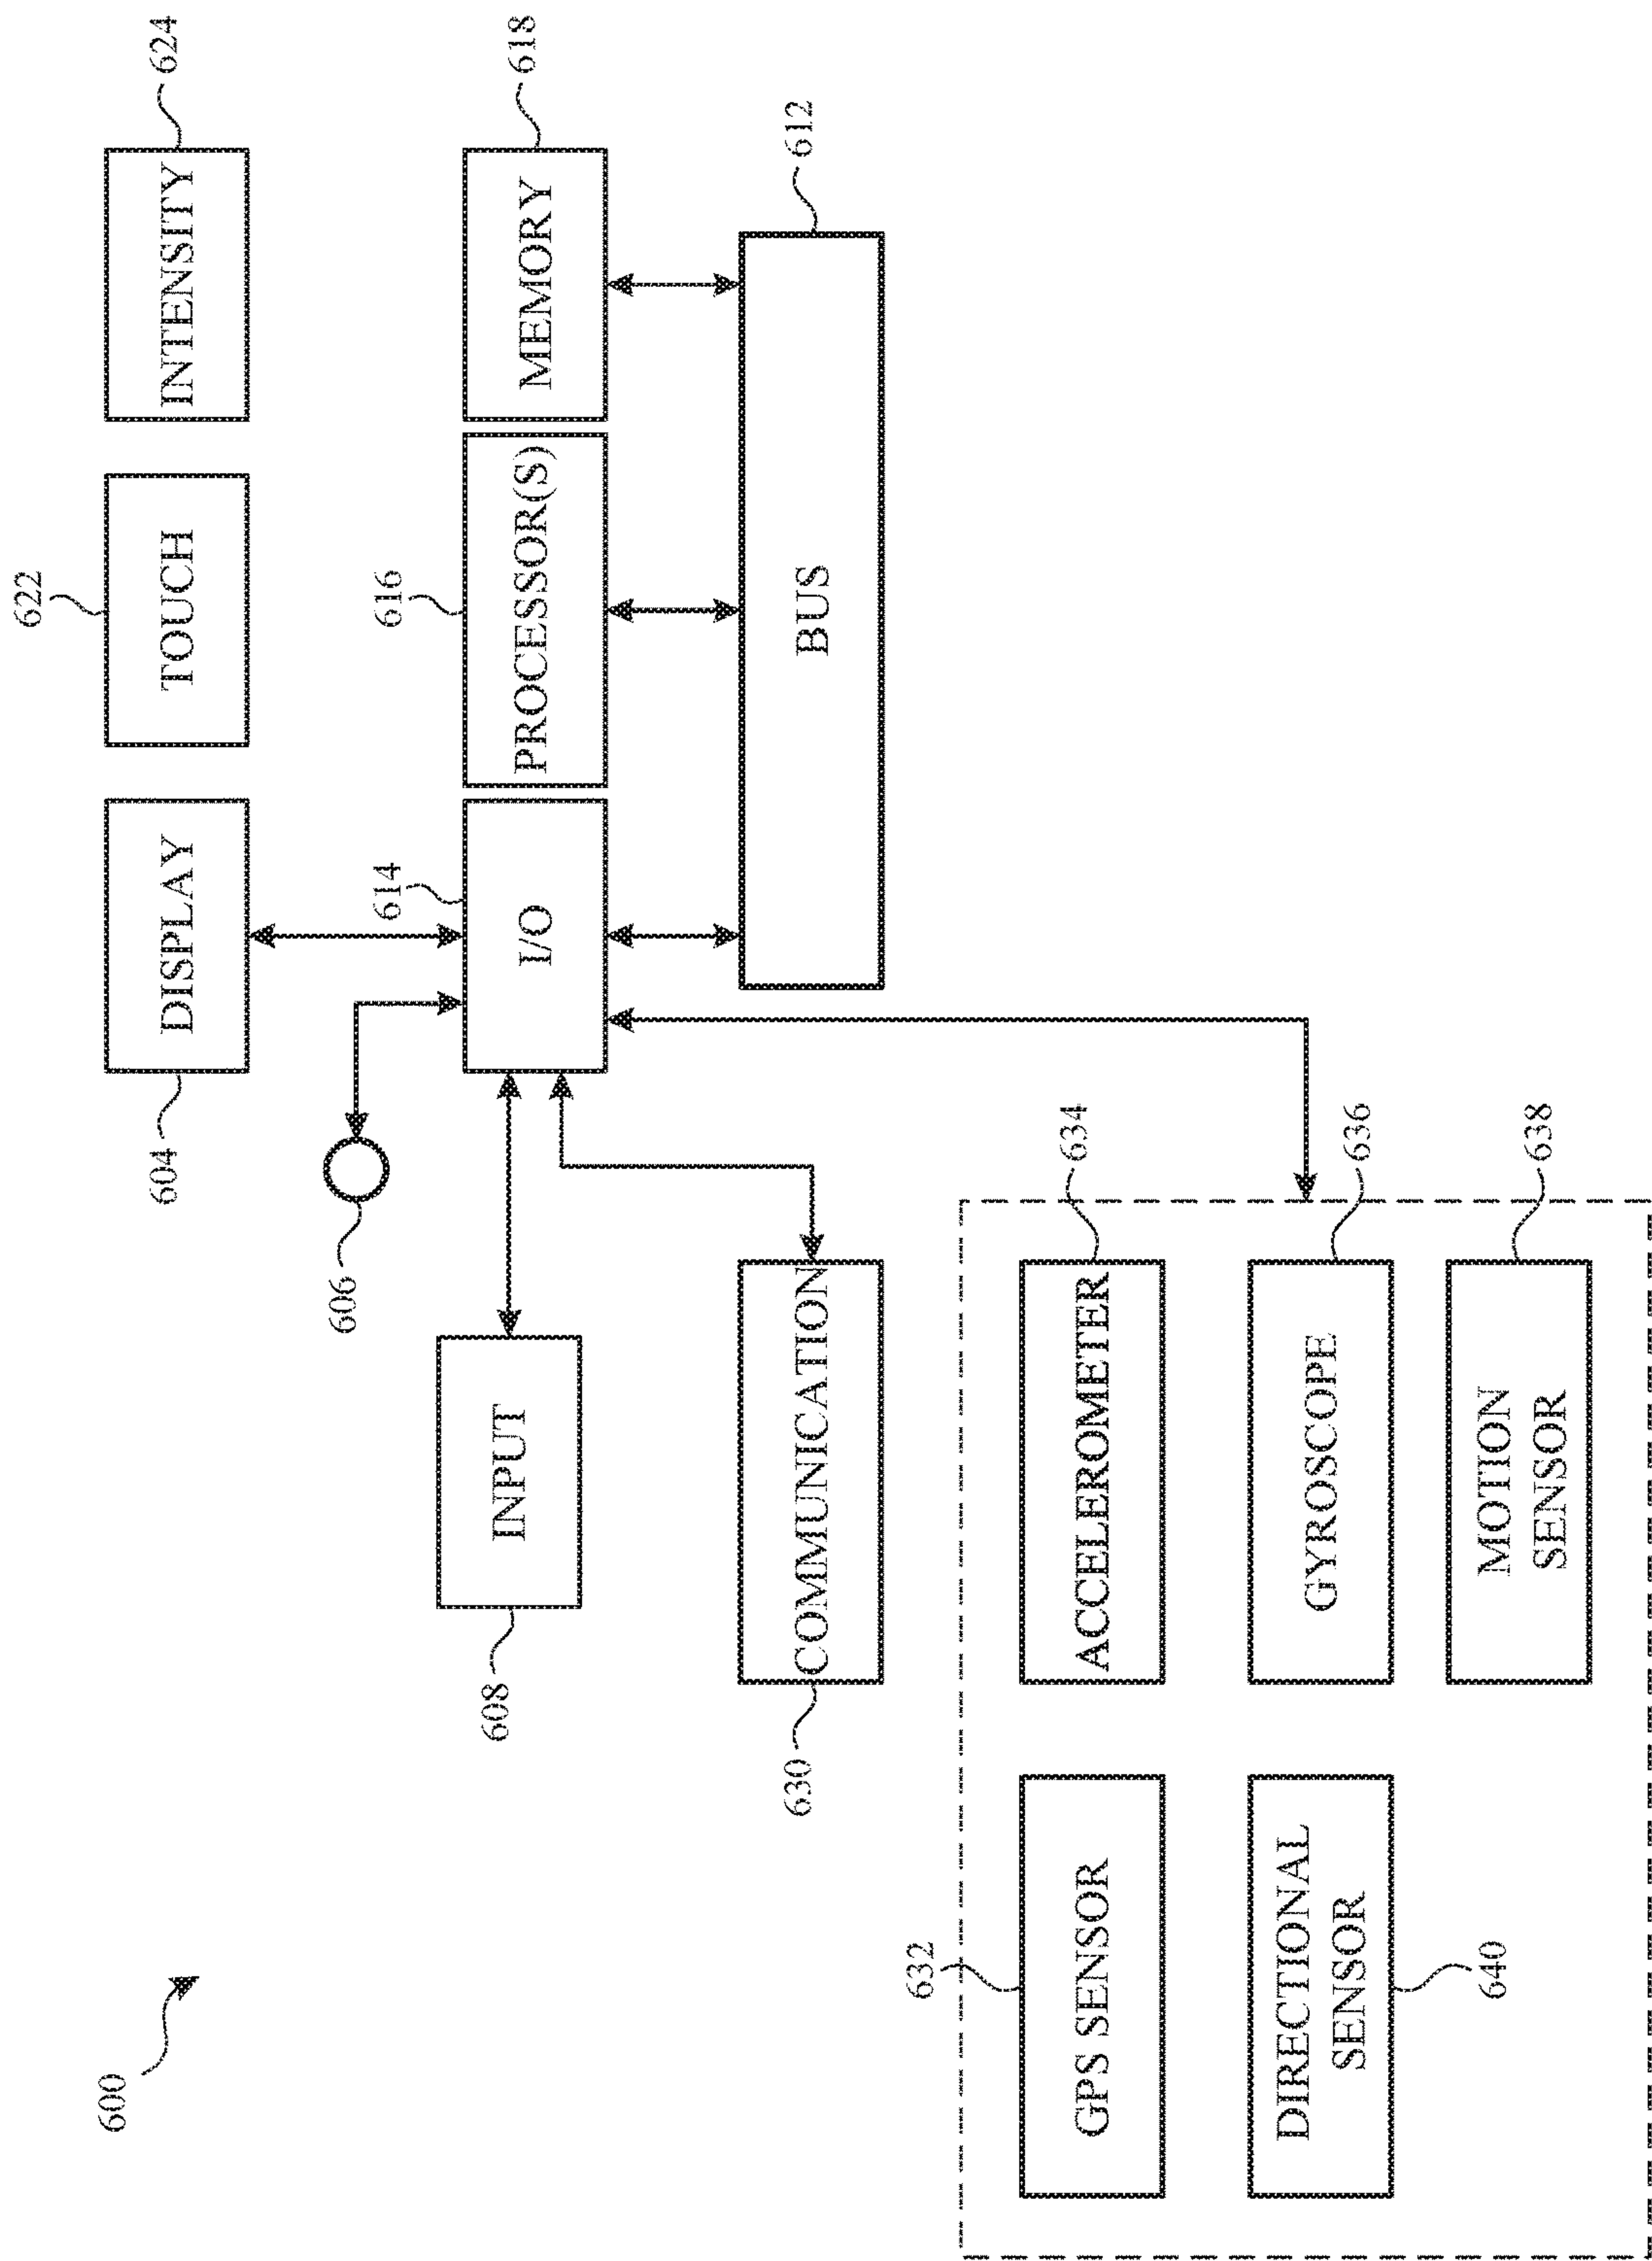 600
604
DISPLAY
622
TOUCH
INTENSITY
624
606
614
I/O
616
PROCESSOR(S)
MEMORY
618
608
INPUT
BUS
612
630
COMMUNICATION
632
GPS SENSOR
ACCELEROMETER
634
DIRECTIONAL
SENSOR
640
GYROSCOPE
636
MOTION
SENSOR
638